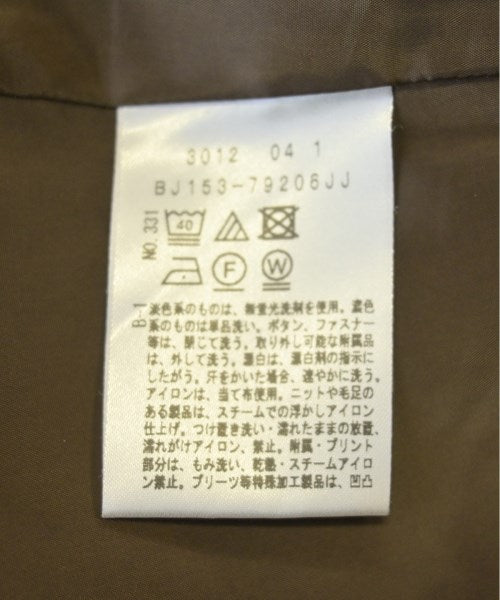 3012 04 1
BJ153-79206JJ
NO.331
40
F
W
B-1
淡色系のものは、無蛍光洗剤を使用。濃色
系のものは単品洗い。ボタン、ファスナー
等は、閉じて洗う。取り外し可能な附属品
は、外して洗う。漂白は、漂白剤の指示に
したがう。汗をかいた場合、速やかに洗う。
アイロンは、当て布使用。ニットや毛足の
ある製品は、スチームでの浮かしアイロン
仕上げ。つけ置き洗い・濡れたままの放置、
濡れがけアイロン、禁止。附属・プリント
部分は、もみ洗い、乾燥・スチームアイロ
ン禁止。プリーツ等特殊加工製品は、凹凸